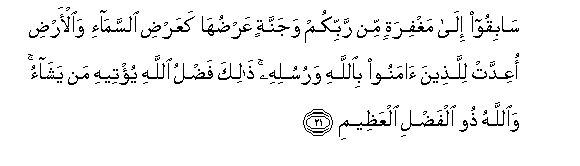 سَابِقُوٓا۟ إِلَىٰ مَغْفِرَةٍۢ مِّن رَّبِّكُمْ وَجَنَّةٍ عَرْضُهَا كَعَرْضِ ٱلسَّمَآءِ وَٱلْأَرْضِ
أُعِدَّتْ لِلَّذِينَ ءَامَنُوا۟ بِٱللَّهِ وَرُسُلِهِۦ ۚ ذَٰلِكَ فَضْلُ ٱللَّهِ يُؤْتِيهِ مَن يَشَآءُ ۚ
وَٱللَّهُ ذُو ٱلْفَضْلِ ٱلْعَظِيمِ ﴿٢١﴾